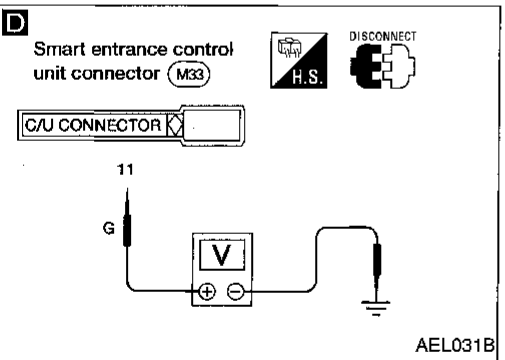 D
Smart entrance control
unit connector (M33)
H.S.
DISCONNECT
C/U CONNECTOR
11
G
V
+ -
AEL031B